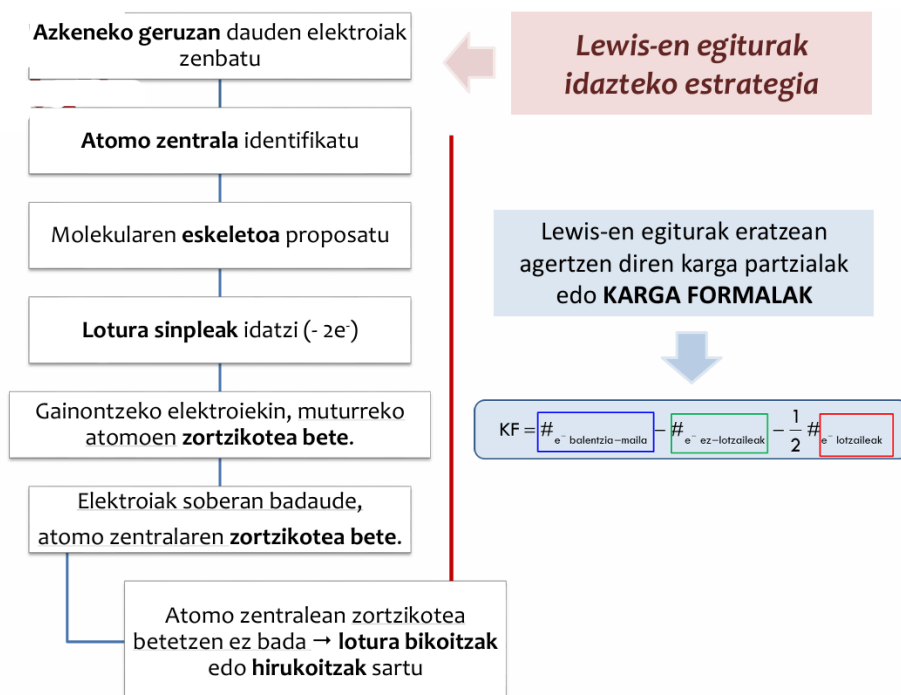 Azkeneko geruzan dauden elektroiak
zenbatu
Lewis-en egiturak
idazteko estrategia
Atomo zentrala identifikatu
Molekularen eskeletoa proposatu
Lotura sinpleak idatzi (- 2e⁻)
Gainontzeko elektroiekin, muturreko
atomoen zortzikotea bete.
Elektroiak soberan badaude,
atomo zentralaren zortzikotea bete.
Atomo zentralean zortzikotea
betetzen ez bada → lotura bikoitzak
edo hirukoitzak sartu
Lewis-en egiturak eratzean
agertzen diren karga partzialak
edo KARGA FORMALAK
KF = # e⁻ balentzia-maila - # e⁻ ez-lotzaileak - 1/2 # e⁻ lotzaileak